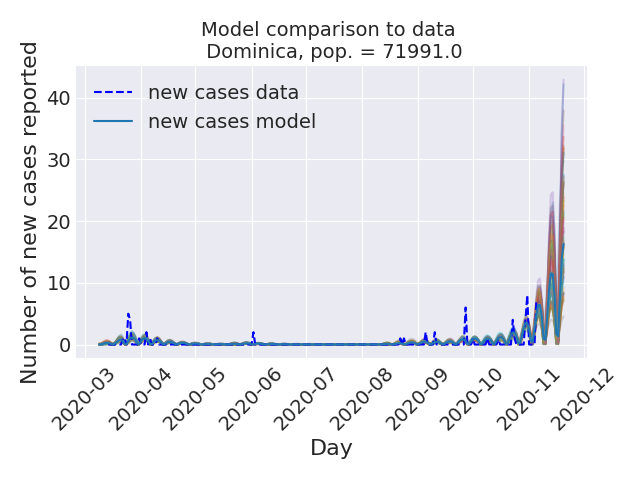 Model comparison to data
Dominica, pop. = 71991.0
new cases data
new cases model
Number of new cases reported
40
30
20
10
0
2020-03
2020-04
2020-05
2020-06
2020-07
2020-08
2020-09
2020-10
2020-11
2020-12
Day